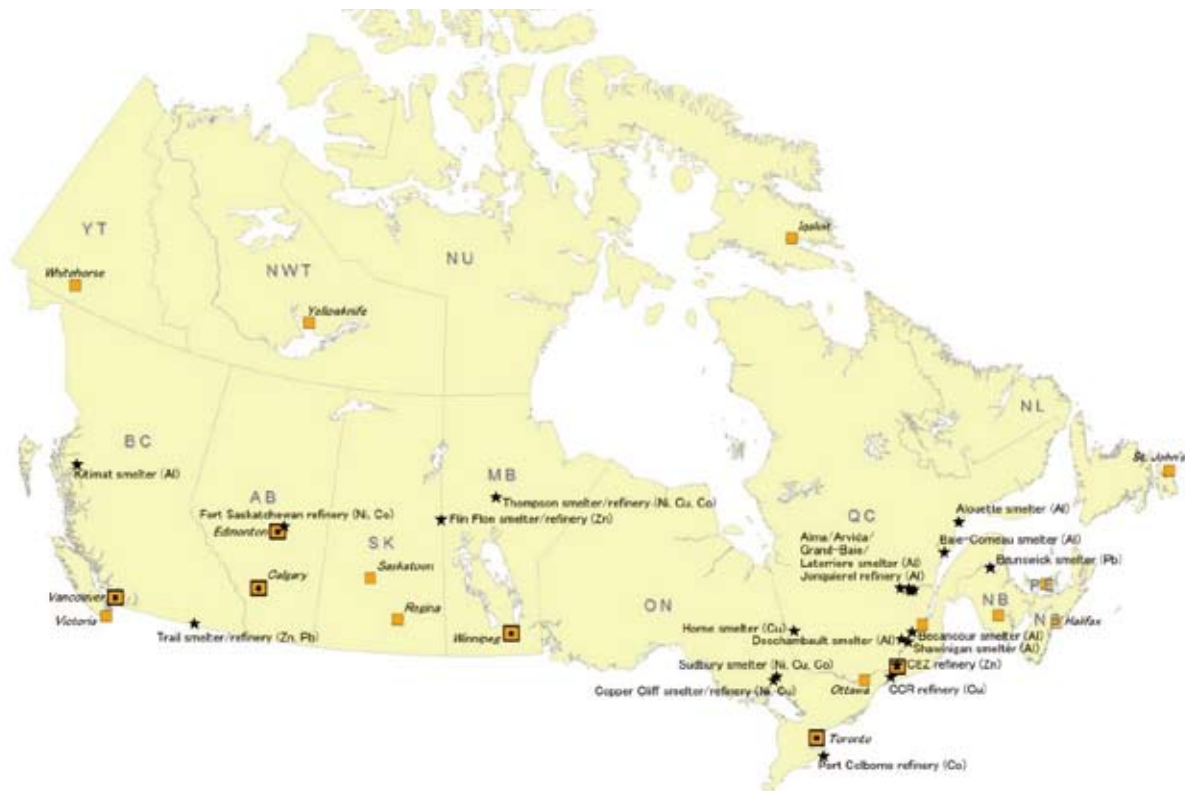 Iqaluit
YT
NWT
NU
Whitehorse
Yellowknife
NL
BC
St. John's
Kitimat smelter (Al)
MB
AB
Thompson smelter/refinery (Ni, Cu, Co)
Fort Saskatchewan refinery (Ni, Co)
Flin Flon smelter/refinery (Zn)
Edmonton
QC
Alouette smelter (Al)
SK
Alma/Arvida/
Grand-Baie/
Laterriere smelter (Al)
Jonquierel refinery (Al)
Baie-Comeau smelter (Al)
Brunswick smelter (Pb)
Saskatoon
Calgary
PE
Vancouver
NB
ON
Victoria
Regina
Halifax
NS
Trail smelter/refinery (Zn, Pb)
Winnipeg
Horne smelter (Cu)
Deschambault smelter (Al)
Becancour smelter (Al)
Shawinigan smelter (Al)
Sudbury smelter (Ni, Cu, Co)
CEZ refinery (Zn)
Copper Cliff smelter/refinery (Ni, Cu)
Ottawa
CCR refinery (Cu)
Toronto
Port Colborne refinery (Co)